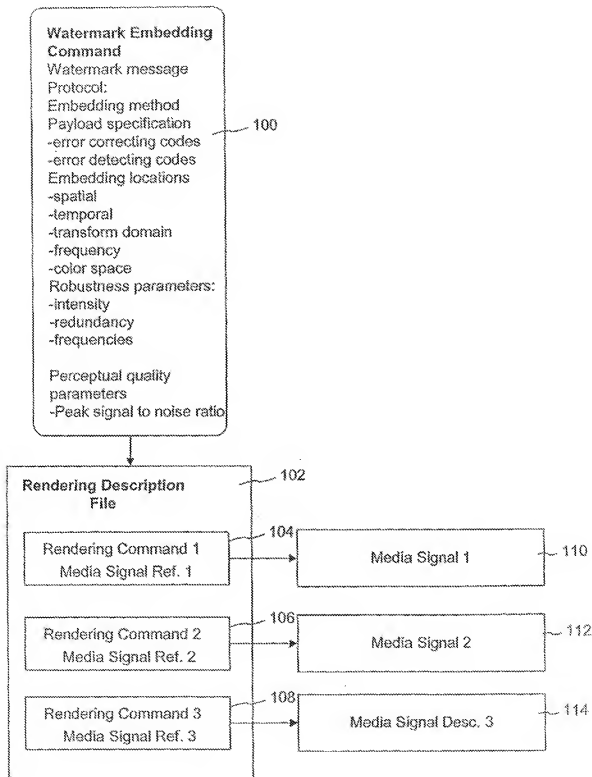 Watermark Embedding
Command
Watermark message
Protocol:
Embedding method
Payload specification
-error correcting codes
-error detecting codes
Embedding locations
-spatial
-temporal
-transform domain
-frequency
-color space
Robustness parameters:
-intensity
-redundancy
-frequencies
Perceptual quality
parameters
-Peak signal to noise ratio
100
Rendering Description
File
102
Rendering Command 1
Media Signal Ref. 1
104
Media Signal 1
110
Rendering Command 2
Media Signal Ref. 2
106
Media Signal 2
112
Rendering Command 3
Media Signal Ref. 3
108
Media Signal Desc. 3
114